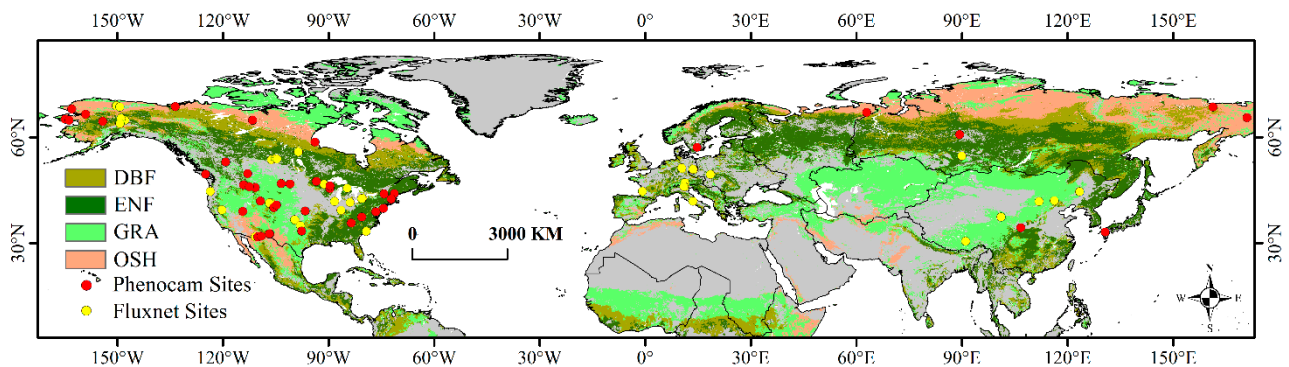 150°W 120°W 90°W 60°W 30°W 0° 30°E 60°E 90°E 120°E 150°E
60°N 60°N
DBF
ENF
GRA
OSH
30°N 0 3000 KM 30°N
Phenocam Sites
Fluxnet Sites
N
W E
S
150°W 120°W 90°W 60°W 30°W 0° 30°E 60°E 90°E 120°E 150°E